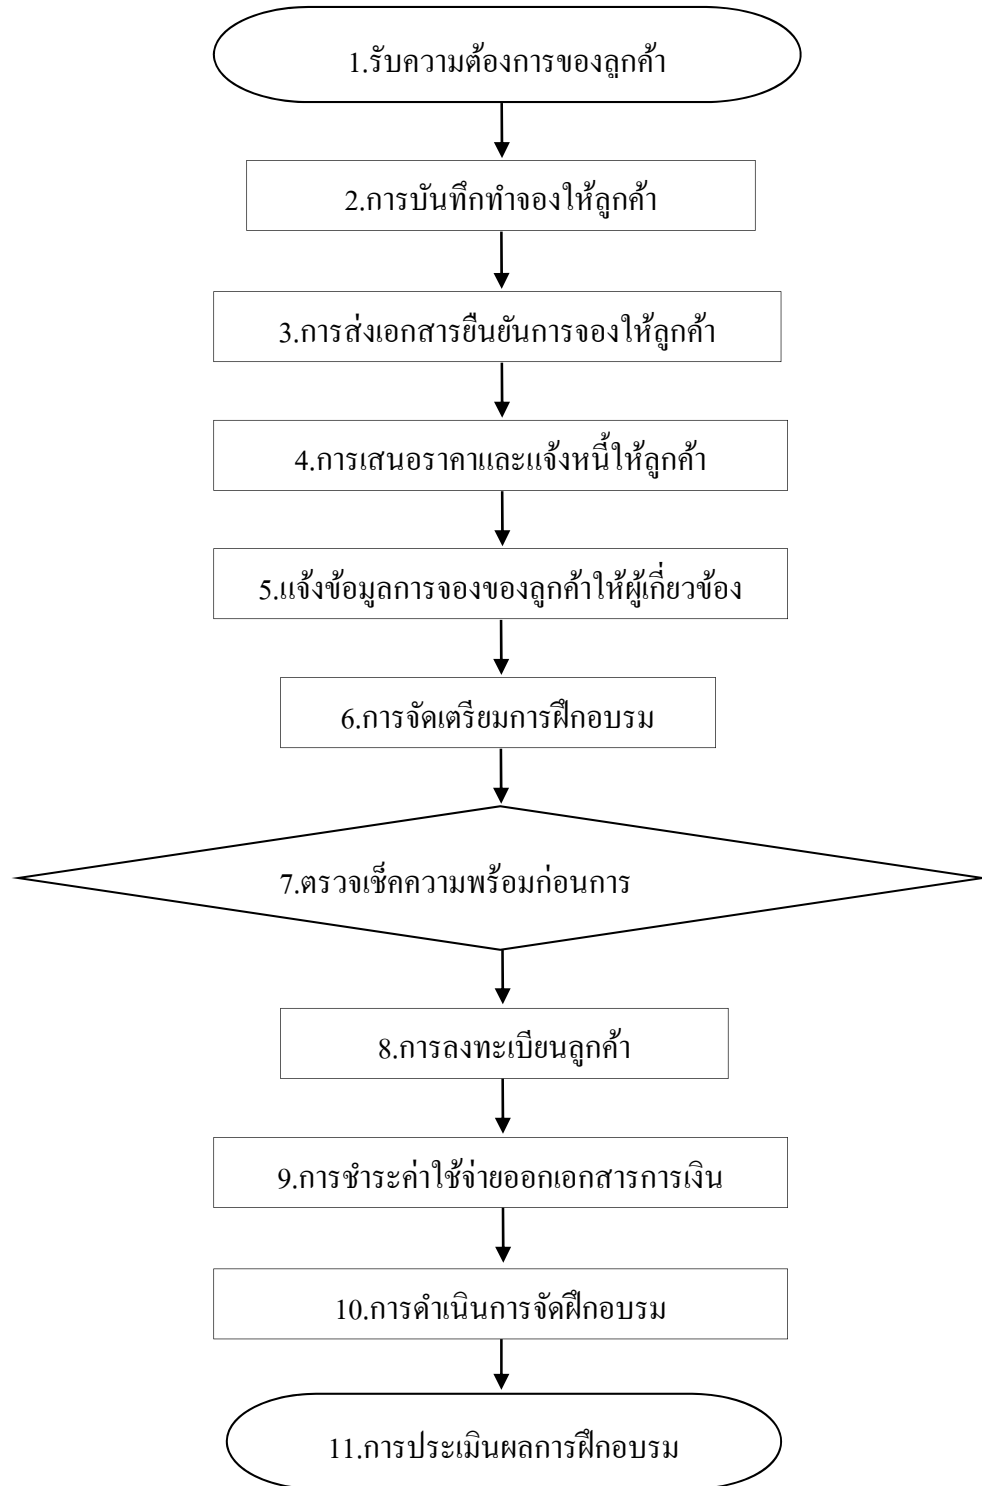 1.รับความต้องการของลูกค้า
2.การบันทึกทำจองให้ลูกค้า
3.การส่งเอกสารยืนยันการจองให้ลูกค้า
4.การเสนอราคาและแจ้งหนี้ให้ลูกค้า
5.แจ้งข้อมูลการจองของลูกค้าให้ผู้เกี่ยวข้อง
6.การจัดเตรียมการฝึกอบรม
7.ตรวจเช็คความพร้อมก่อนการ
8.การลงทะเบียนลูกค้า
9.การชำระค่าใช้จ่ายออกเอกสารการเงิน
10.การดำเนินการจัดฝึกอบรม
11.การประเมินผลการฝึกอบรม